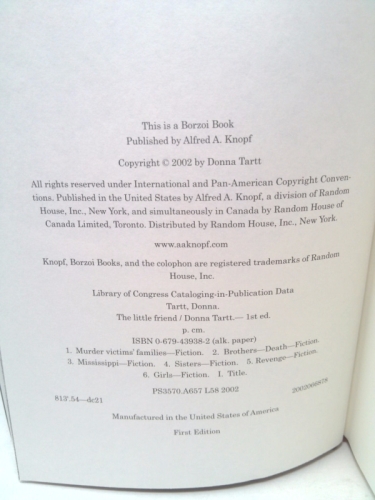 This is a Borzoi Book
Published by Alfred A. Knopf
Copyright © 2002 by Donna Tartt
All rights reserved under International and Pan-American Copyright Conven-
tions. Published in the United States by Alfred A. Knopf, a division of Random
House, Inc., New York, and simultaneously in Canada by Random House of
Canada Limited, Toronto. Distributed by Random House, Inc., New York.
www.aaknopf.com
Knopf, Borzoi Books, and the colophon are registered trademarks of Random
House, Inc.
Library of Congress Cataloging-in-Publication Data
Tartt, Donna.
The little friend / Donna Tartt.— 1st ed.
p. cm.
ISBN 0-679-43938-2 (alk. paper)
1. Murder victims' families—Fiction. 2. Brothers—Death—Fiction.
3. Mississippi—Fiction. 4. Sisters—Fiction. 5. Revenge—Fiction.
6. Girls—Fiction. I. Title.
PS3570.A657 L58 2002
813'.54—dc21
Manufactured in the United States of America
First Edition